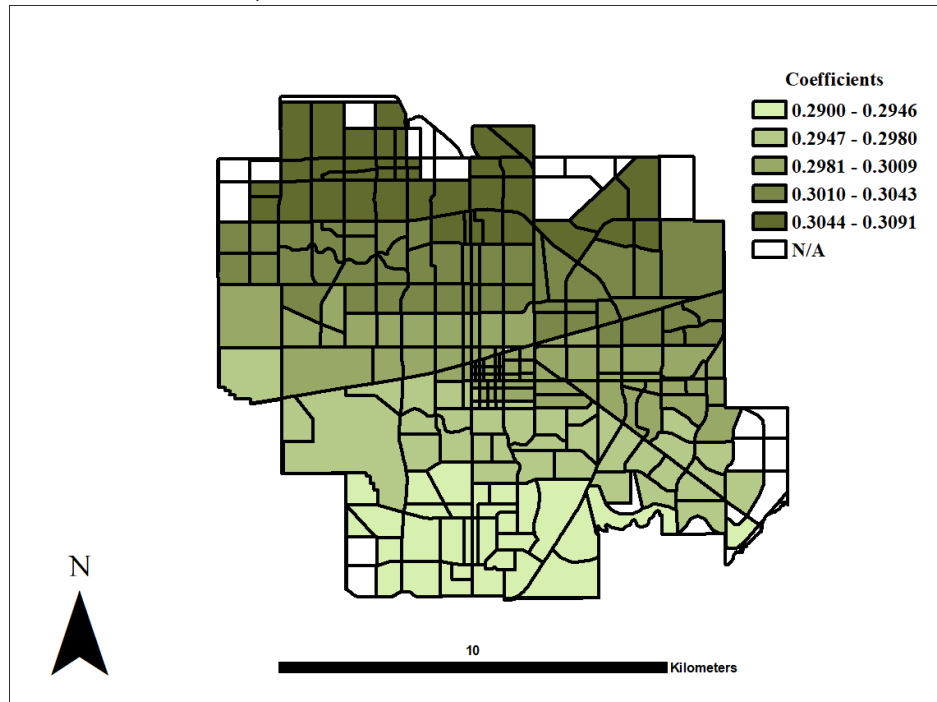 Coefficients
0.2900 - 0.2946
0.2947 - 0.2980
0.2981 - 0.3009
0.3010 - 0.3043
0.3044 - 0.3091
N/A
N
10
Kilometers